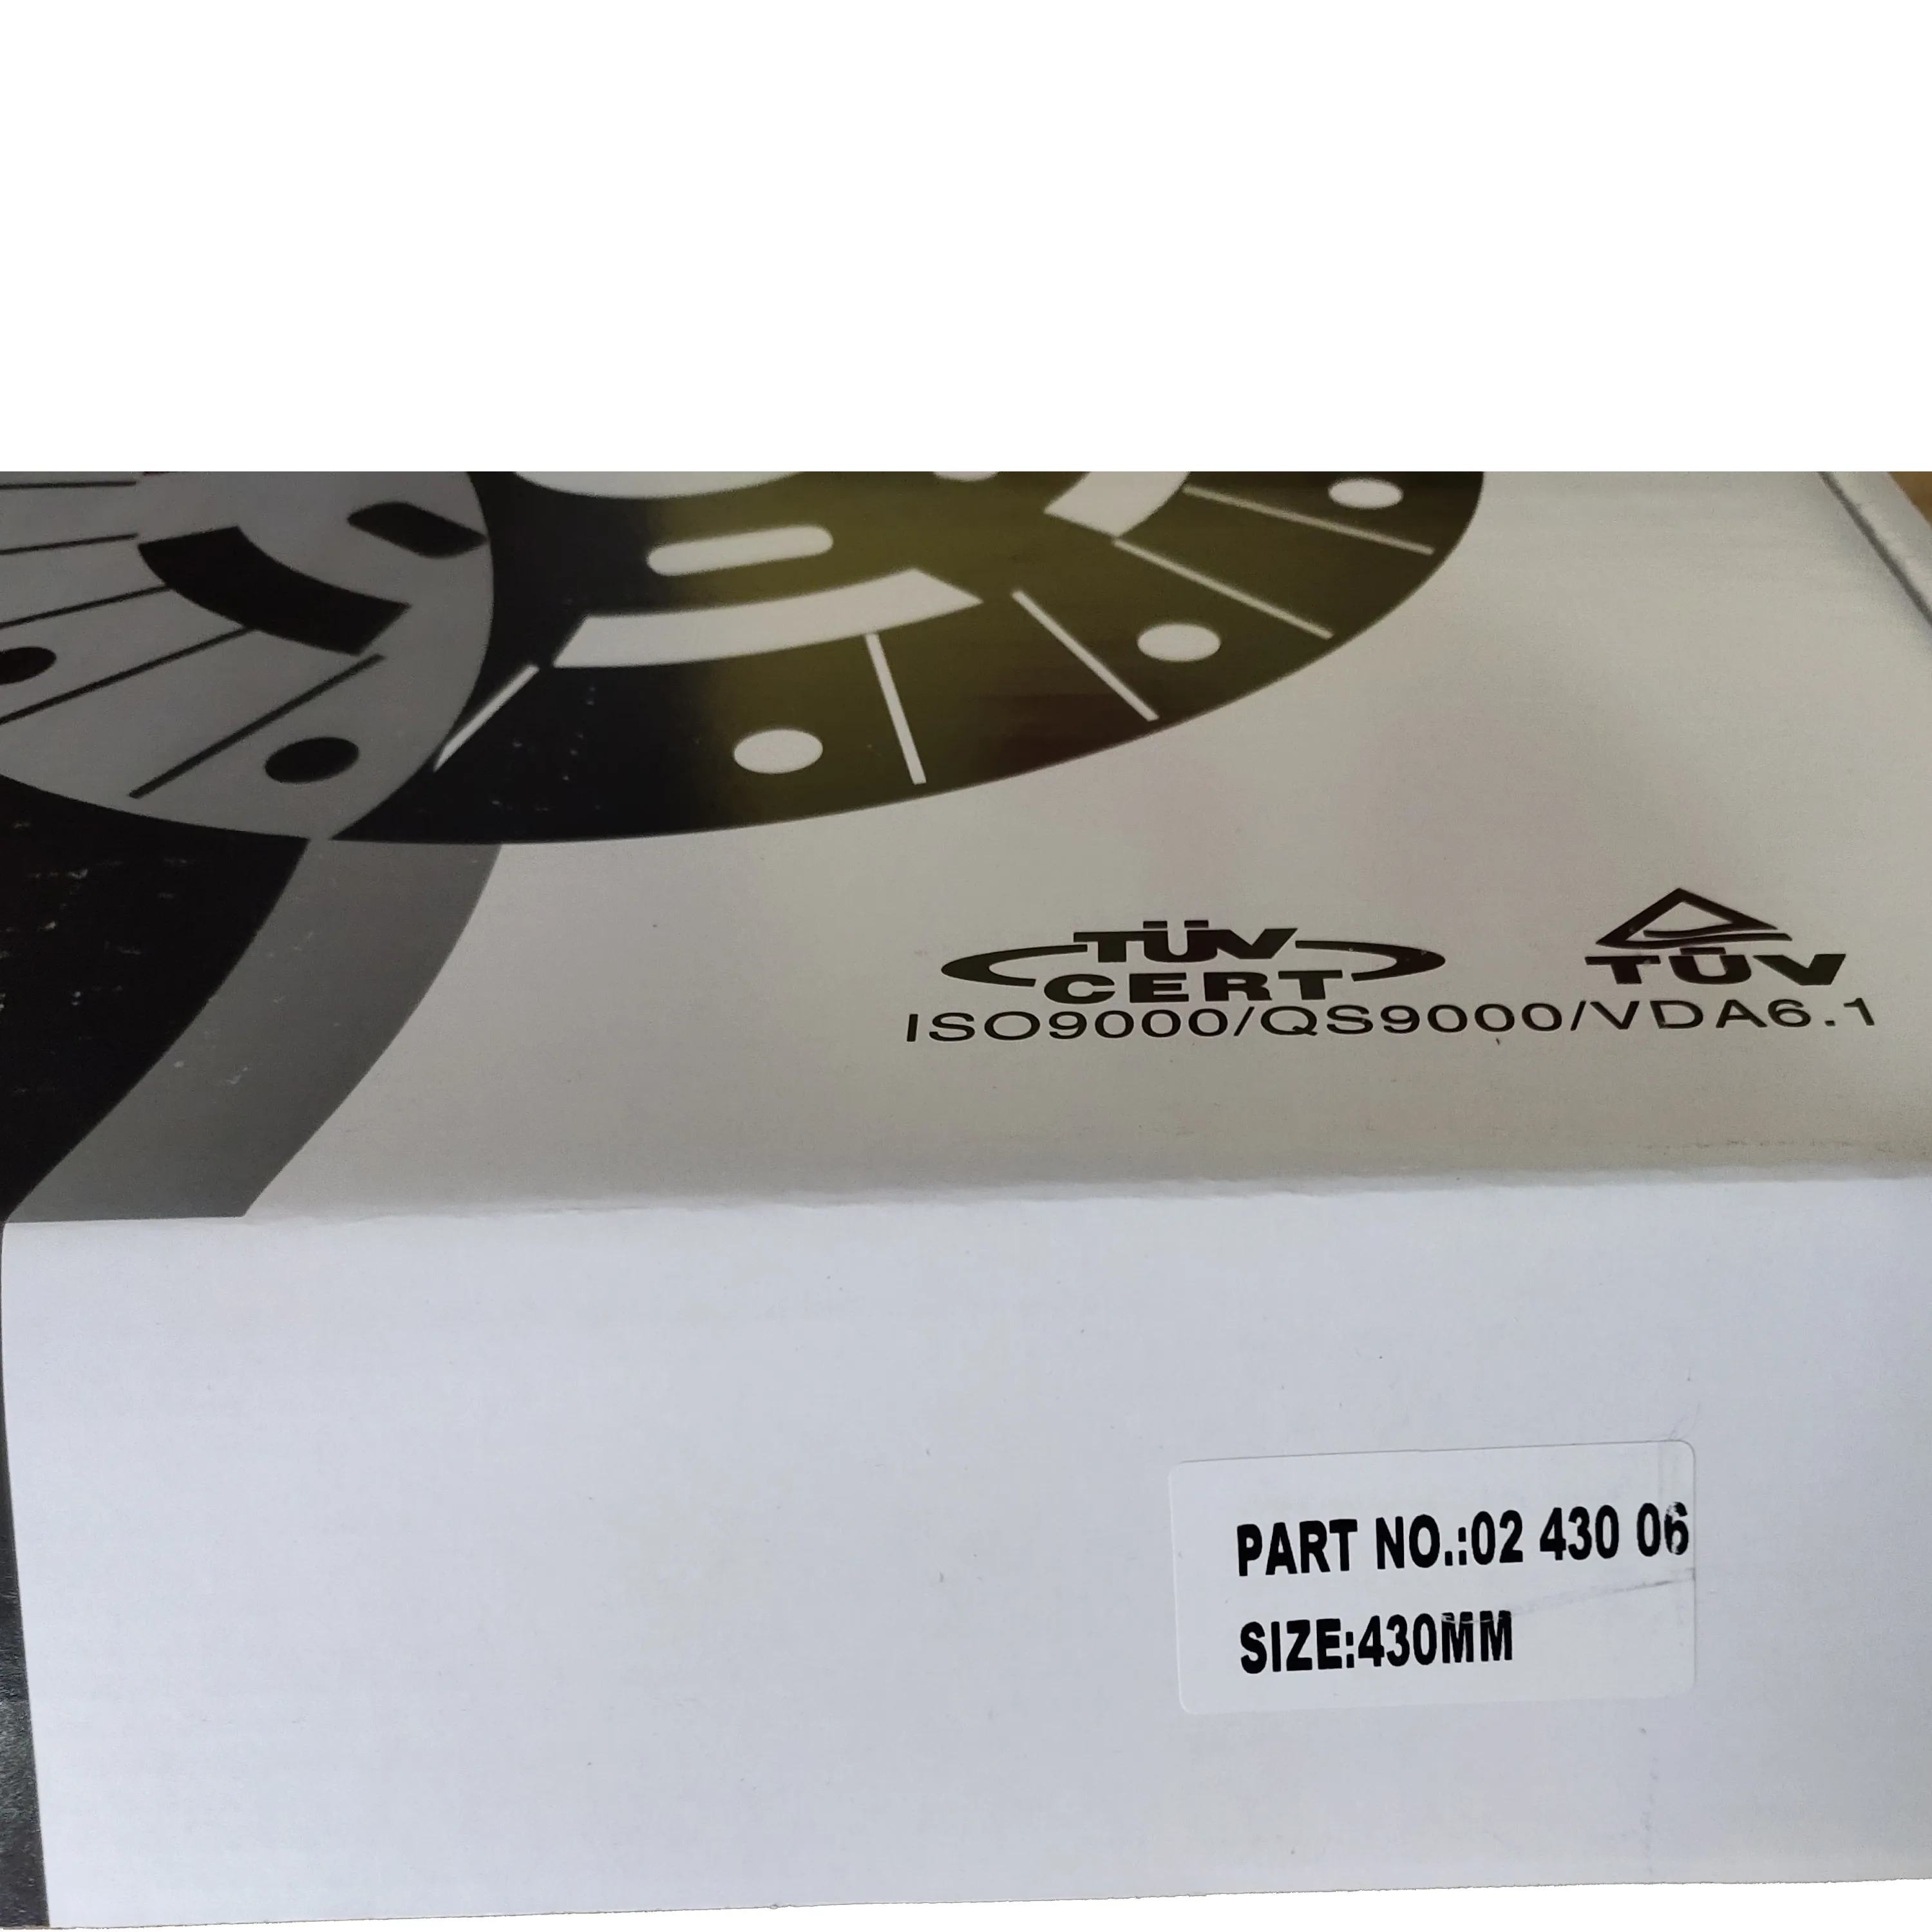 TÜV
CERT
TÜV
ISO9000/QS9000/VDA6.1
PART NO.:02 430 06
SIZE:430MM